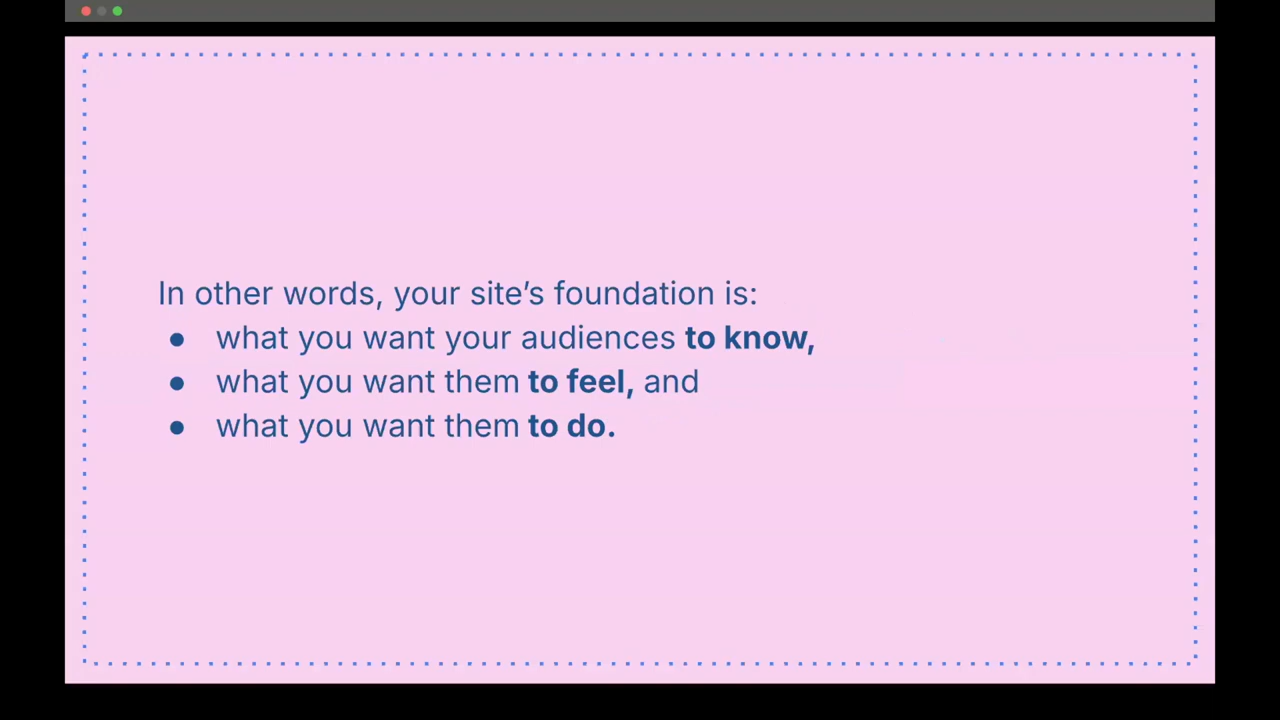 In other words, your site’s foundation is:
● what you want your audiences to know,
● what you want them to feel, and
● what you want them to do.